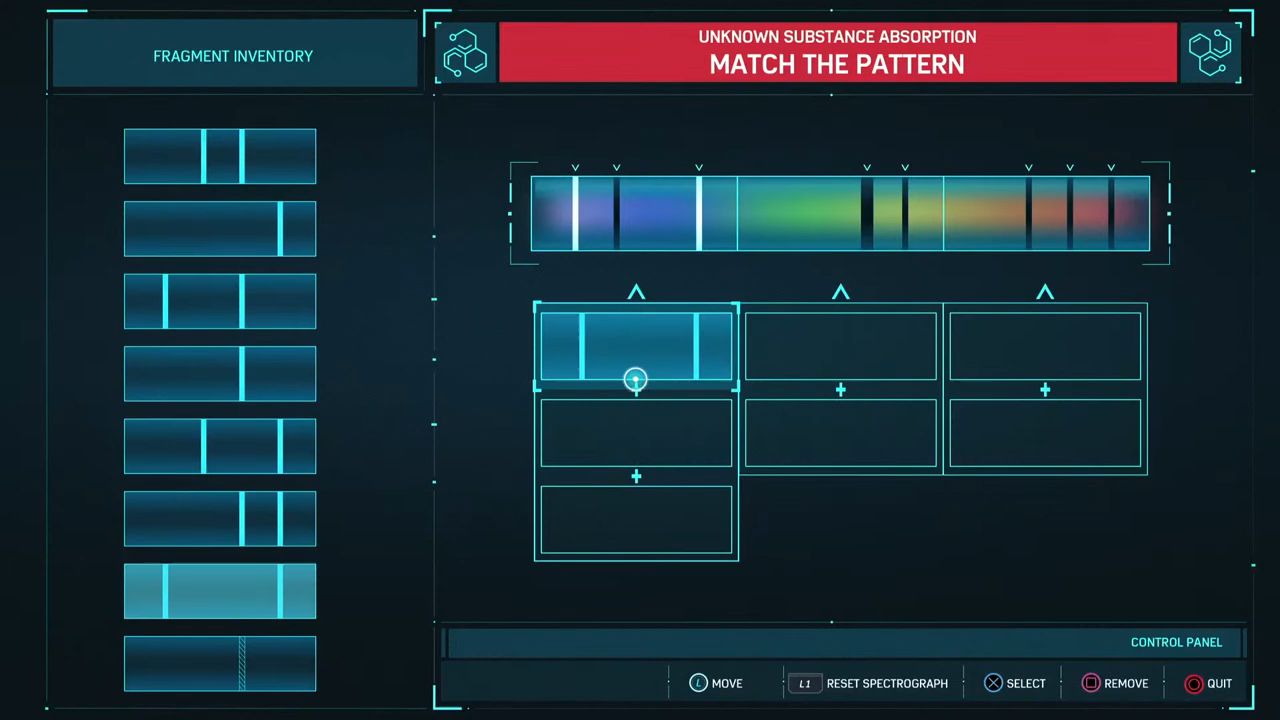 FRAGMENT INVENTORY
UNKNOWN SUBSTANCE ABSORPTION
MATCH THE PATTERN
CONTROL PANEL
L MOVE
L1 RESET SPECTROGRAPH
SELECT
REMOVE
QUIT